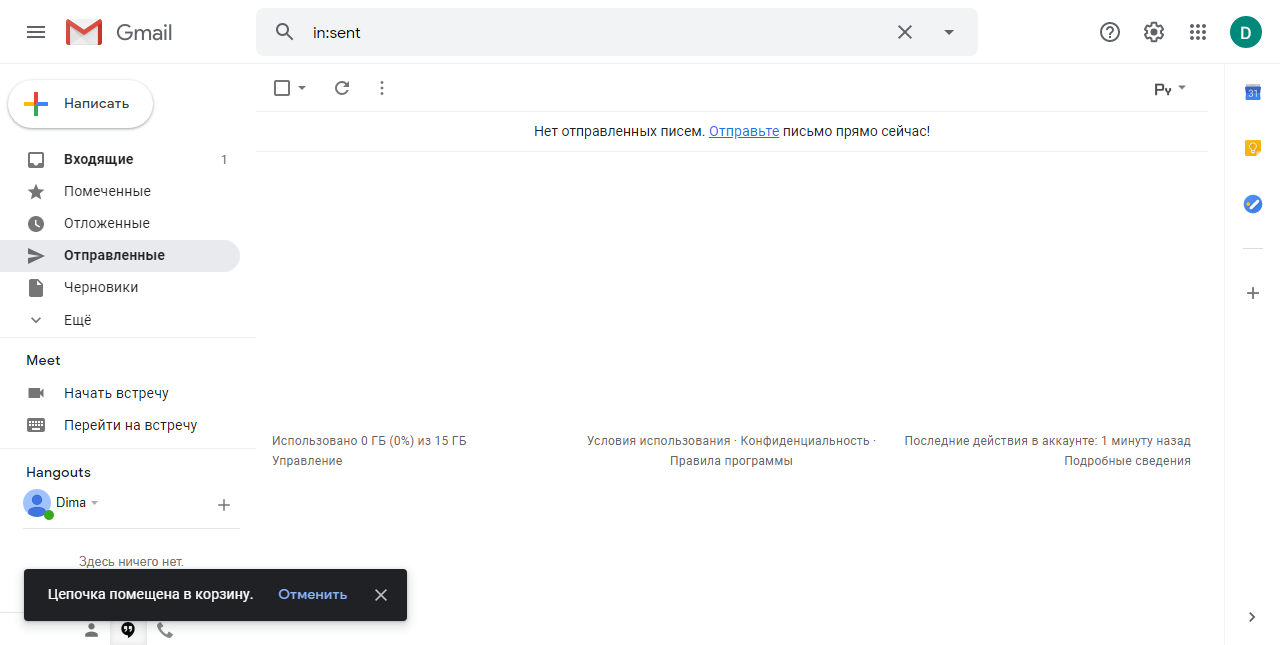 Gmail
in:sent
D
Написать
Ру
31
Нет отправленных писем. Отправьте письмо прямо сейчас!
Входящие 1
Помеченные
Отложенные
Отправленные
Черновики
Ещё
Meet
Начать встречу
Перейти на встречу
Hangouts
Dima
Здесь ничего нет.
Использовано 0 ГБ (0%) из 15 ГБ
Управление
Условия использования · Конфиденциальность ·
Правила программы
Последние действия в аккаунте: 1 минуту назад
Подробные сведения
Цепочка помещена в корзину. Отменить